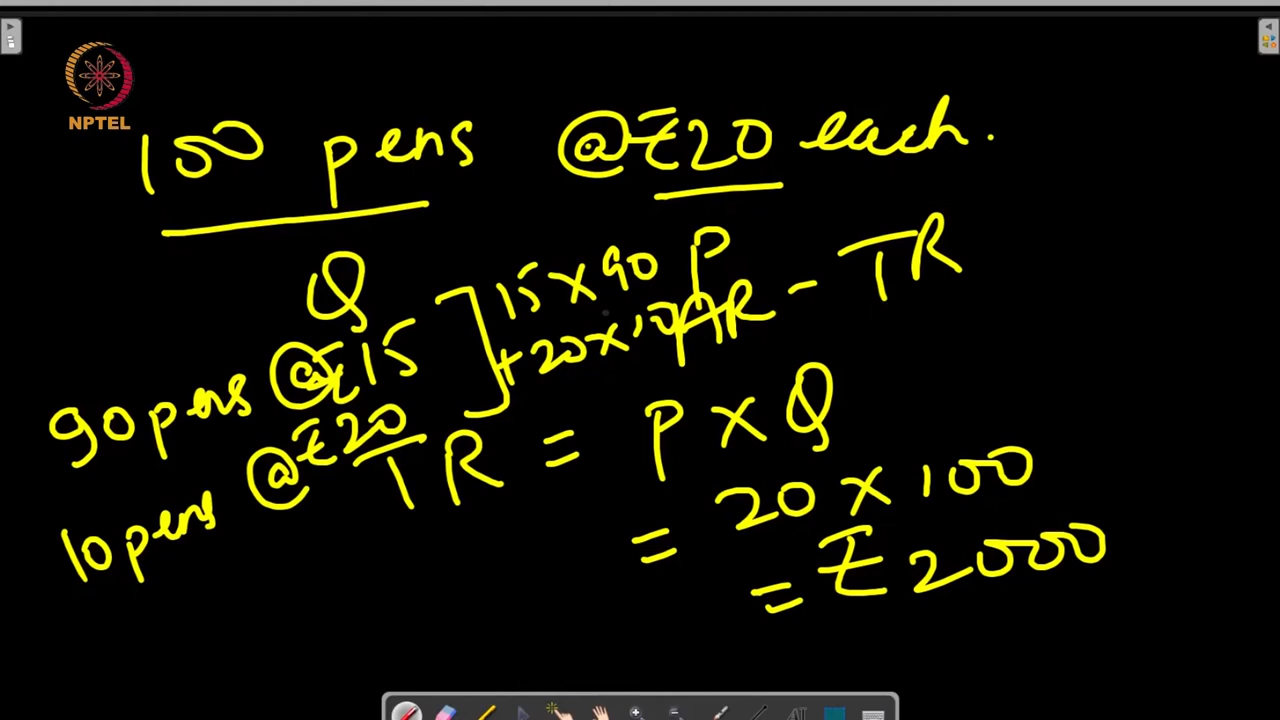 NPTEL
100 pens @ ₹20 each.
Q
P
15 × 90
+ 20 × 10
AR - TR
90 pens @ ₹15
10 pens @ ₹20
TR = P × Q
= 20 × 100
= ₹2000